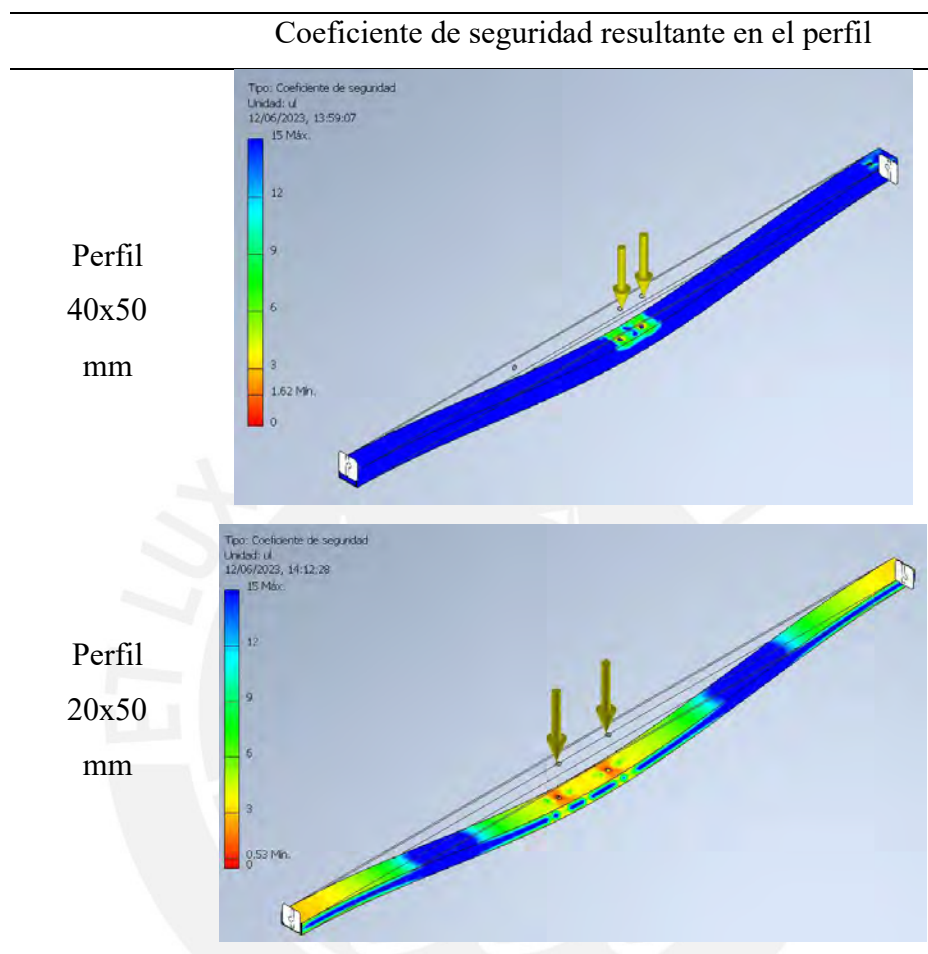 Coeficiente de seguridad resultante en el perfil
Tipo: Coeficiente de seguridad
Unidad: ul
12/06/2023, 13:59:07
15 Máx.
12
9
6
3
1.62 Mín.
0
Perfil
40x50
mm
Tipo: Coeficiente de seguridad
Unidad: ul
12/06/2023, 14:12:28
15 Máx.
12
9
6
3
0.53 Mín.
0
Perfil
20x50
mm
ET LUX